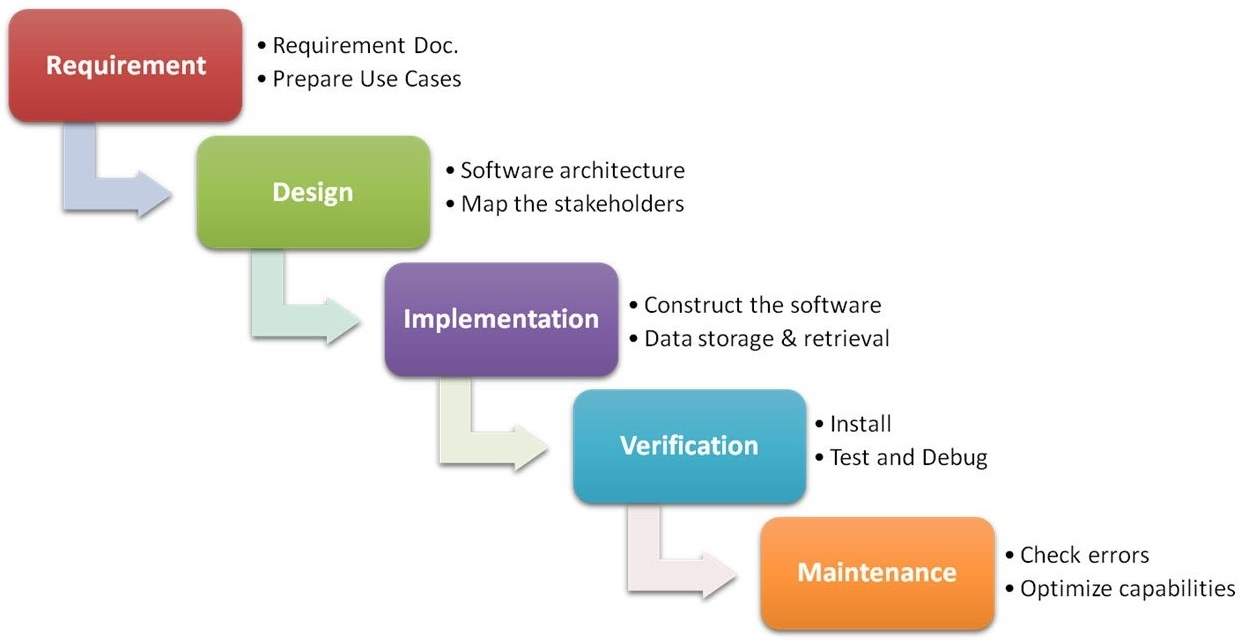 Requirement
• Requirement Doc.
• Prepare Use Cases
Design
• Software architecture
• Map the stakeholders
Implementation
• Construct the software
• Data storage & retrieval
Verification
• Install
• Test and Debug
Maintenance
• Check errors
• Optimize capabilities